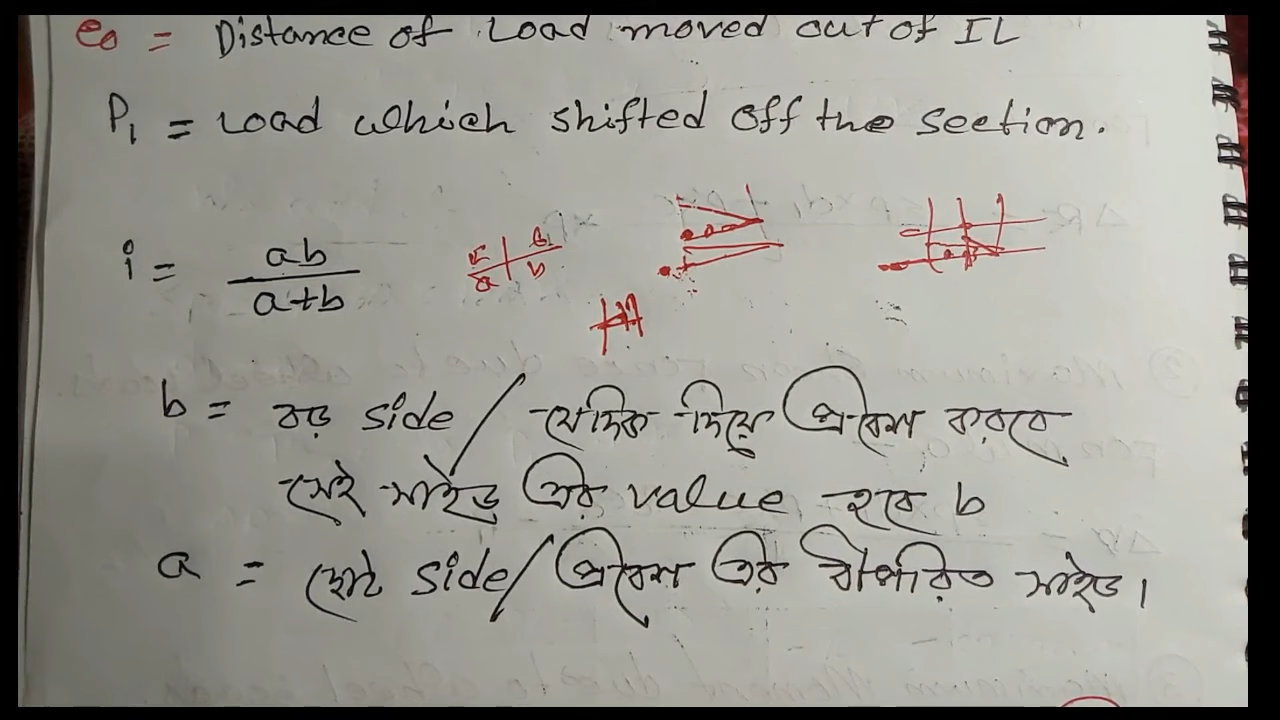 e₀ = Distance of Load moved out of IL
P₁ = Load which shifted off the section.
i = ab / a+b
b = বড় side / যেদিক দিয়ে প্রবেশ করবে
সেই সাইড এর value হবে b
a = ছোট side / প্রবেশ এর বিপরিত সাইড।